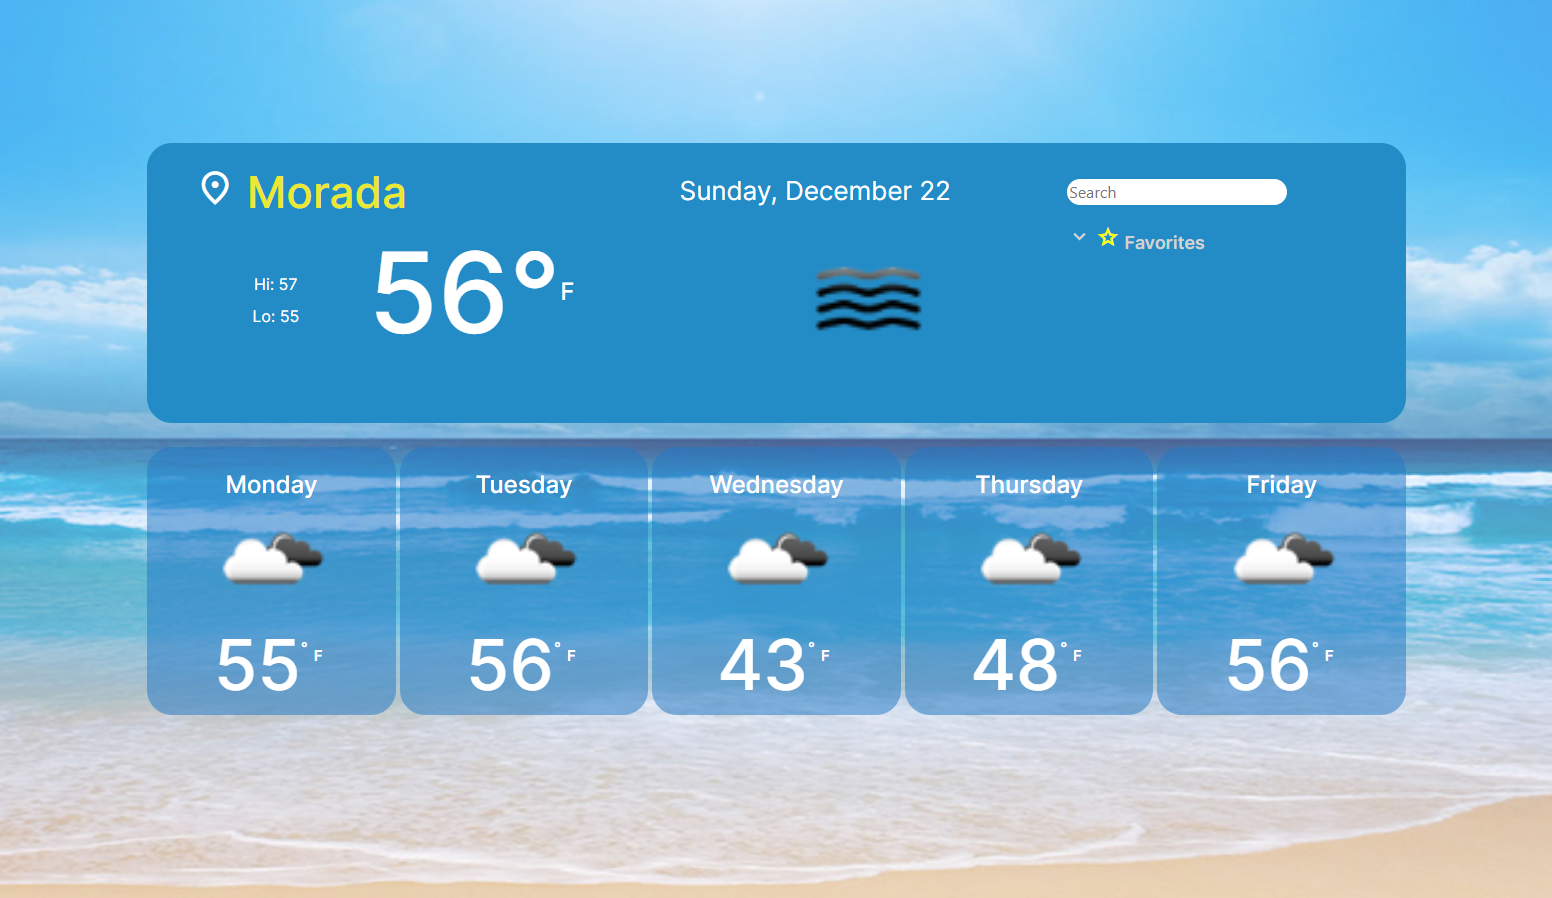 Morada
Sunday, December 22
Search
Favorites
Hi: 57
Lo: 55
56° F
Monday
Tuesday
Wednesday
Thursday
Friday
55° F
56° F
43° F
48° F
56° F